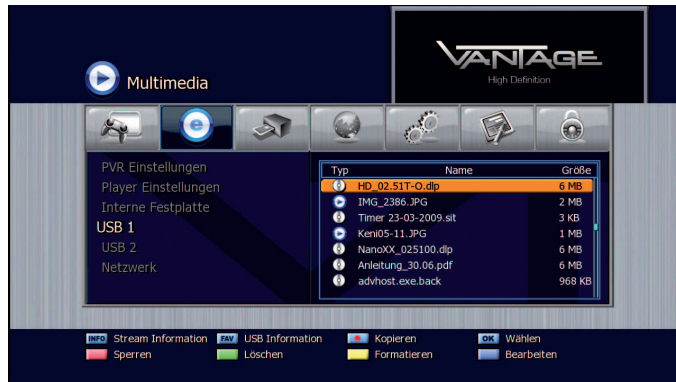 VANTAGE
High Definition
Multimedia
e
PVR Einstellungen
Player Einstellungen
Interne Festplatte
USB 1
USB 2
Netzwerk
Typ Name Größe
HD_02.51T-O.dlp 6 MB
IMG_2386.JPG 2 MB
Timer 23-03-2009.sit 3 KB
Keni05-11.JPG 1 MB
NanoXX_025100.dlp 6 MB
Anleitung_30.06.pdf 6 MB
advhost.exe.back 968 KB
INFO Stream Information FAV USB Information Kopieren OK Wählen
Sperren Löschen Formatieren Bearbeiten